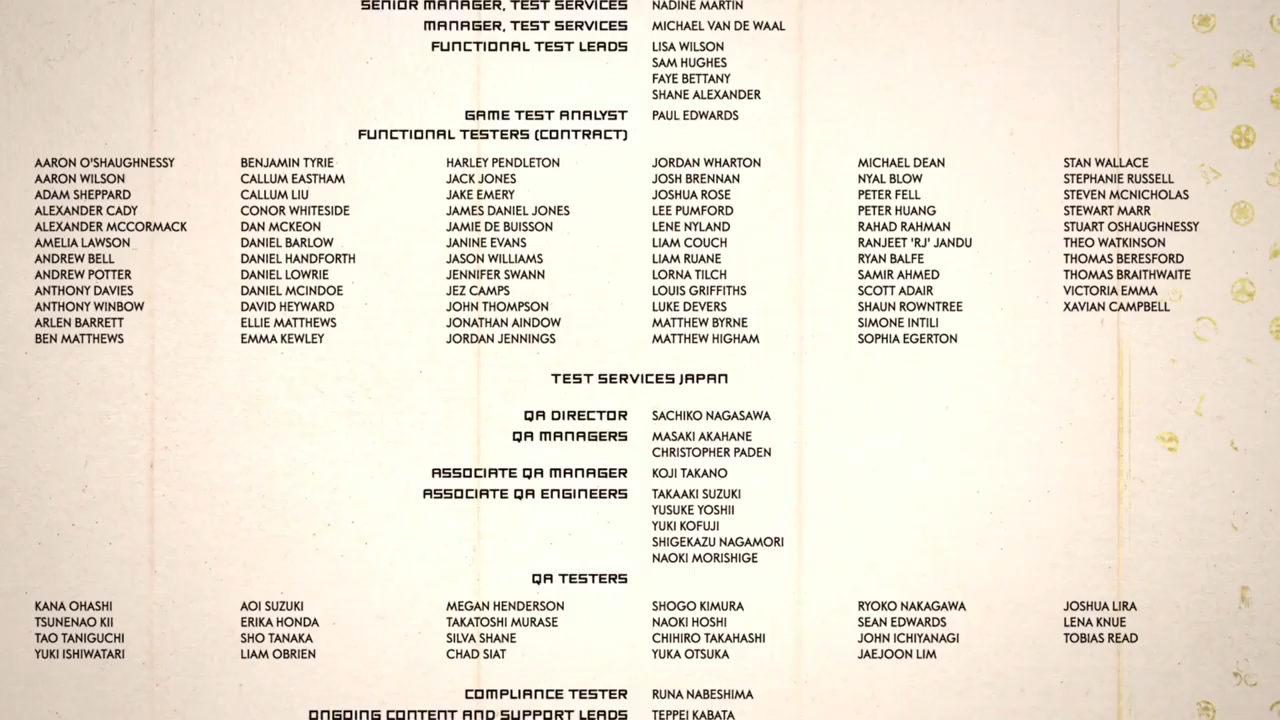 SENIOR MANAGER, TEST SERVICES NADINE MARTIN
MANAGER, TEST SERVICES MICHAEL VAN DE WAAL
FUNCTIONAL TEST LEADS LISA WILSON
SAM HUGHES
FAYE BETTANY
SHANE ALEXANDER
GAME TEST ANALYST PAUL EDWARDS
FUNCTIONAL TESTERS (CONTRACT)
AARON O'SHAUGHNESSY BENJAMIN TYRIE HARLEY PENDLETON JORDAN WHARTON MICHAEL DEAN STAN WALLACE
AARON WILSON CALLUM EASTHAM JACK JONES JOSH BRENNAN NYAL BLOW STEPHANIE RUSSELL
ADAM SHEPPARD CALLUM LIU JAKE EMERY JOSHUA ROSE PETER FELL STEVEN MCNICHOLAS
ALEXANDER CADY CONOR WHITESIDE JAMES DANIEL JONES LEE PUMFORD PETER HUANG STEWART MARR
ALEXANDER MCCORMACK DAN MCKEON JAMIE DE BUISSON LENE NYLAND RAHAD RAHMAN STUART OSHAUGHNESSY
AMELIA LAWSON DANIEL BARLOW JANINE EVANS LIAM COUCH RANJEET 'RJ' JANDU THEO WATKINSON
ANDREW BELL DANIEL HANDFORTH JASON WILLIAMS LIAM RUANE RYAN BALFE THOMAS BERESFORD
ANDREW POTTER DANIEL LOWRIE JENNIFER SWANN LORNA TILCH SAMIR AHMED THOMAS BRAITHWAITE
ANTHONY DAVIES DANIEL MCINDOE JEZ CAMPS LOUIS GRIFFITHS SCOTT ADAIR VICTORIA EMMA
ANTHONY WINBOW DAVID HEYWARD JOHN THOMPSON LUKE DEVERS SHAUN ROWNTREE XAVIAN CAMPBELL
ARLEN BARRETT ELLIE MATTHEWS JONATHAN AINDOW MATTHEW BYRNE SIMONE INTILI
BEN MATTHEWS EMMA KEWLEY JORDAN JENNINGS MATTHEW HIGHAM SOPHIA EGERTON
TEST SERVICES JAPAN
QA DIRECTOR SACHIKO NAGASAWA
QA MANAGERS MASAKI AKAHANE
CHRISTOPHER PADEN
ASSOCIATE QA MANAGER KOJI TAKANO
ASSOCIATE QA ENGINEERS TAKAAKI SUZUKI
YUSUKE YOSHII
YUKI KOFUJI
SHIGEKAZU NAGAMORI
NAOKI MORISHIGE
QA TESTERS
KANA OHASHI AOI SUZUKI MEGAN HENDERSON SHOGO KIMURA RYOKO NAKAGAWA JOSHUA LIRA
TSUNENAO KII ERIKA HONDA TAKATOSHI MURASE NAOKI HOSHI SEAN EDWARDS LENA KNUE
TAO TANIGUCHI SHO TANAKA SILVA SHANE CHIHIRO TAKAHASHI JOHN ICHIYANAGI TOBIAS READ
YUKI ISHIWATARI LIAM OBRIEN CHAD SIAT YUKA OTSUKA JAEJOON LIM
COMPLIANCE TESTER RUNA NABESHIMA
ONGOING CONTENT AND SUPPORT LEADS TEPPEI KABATA